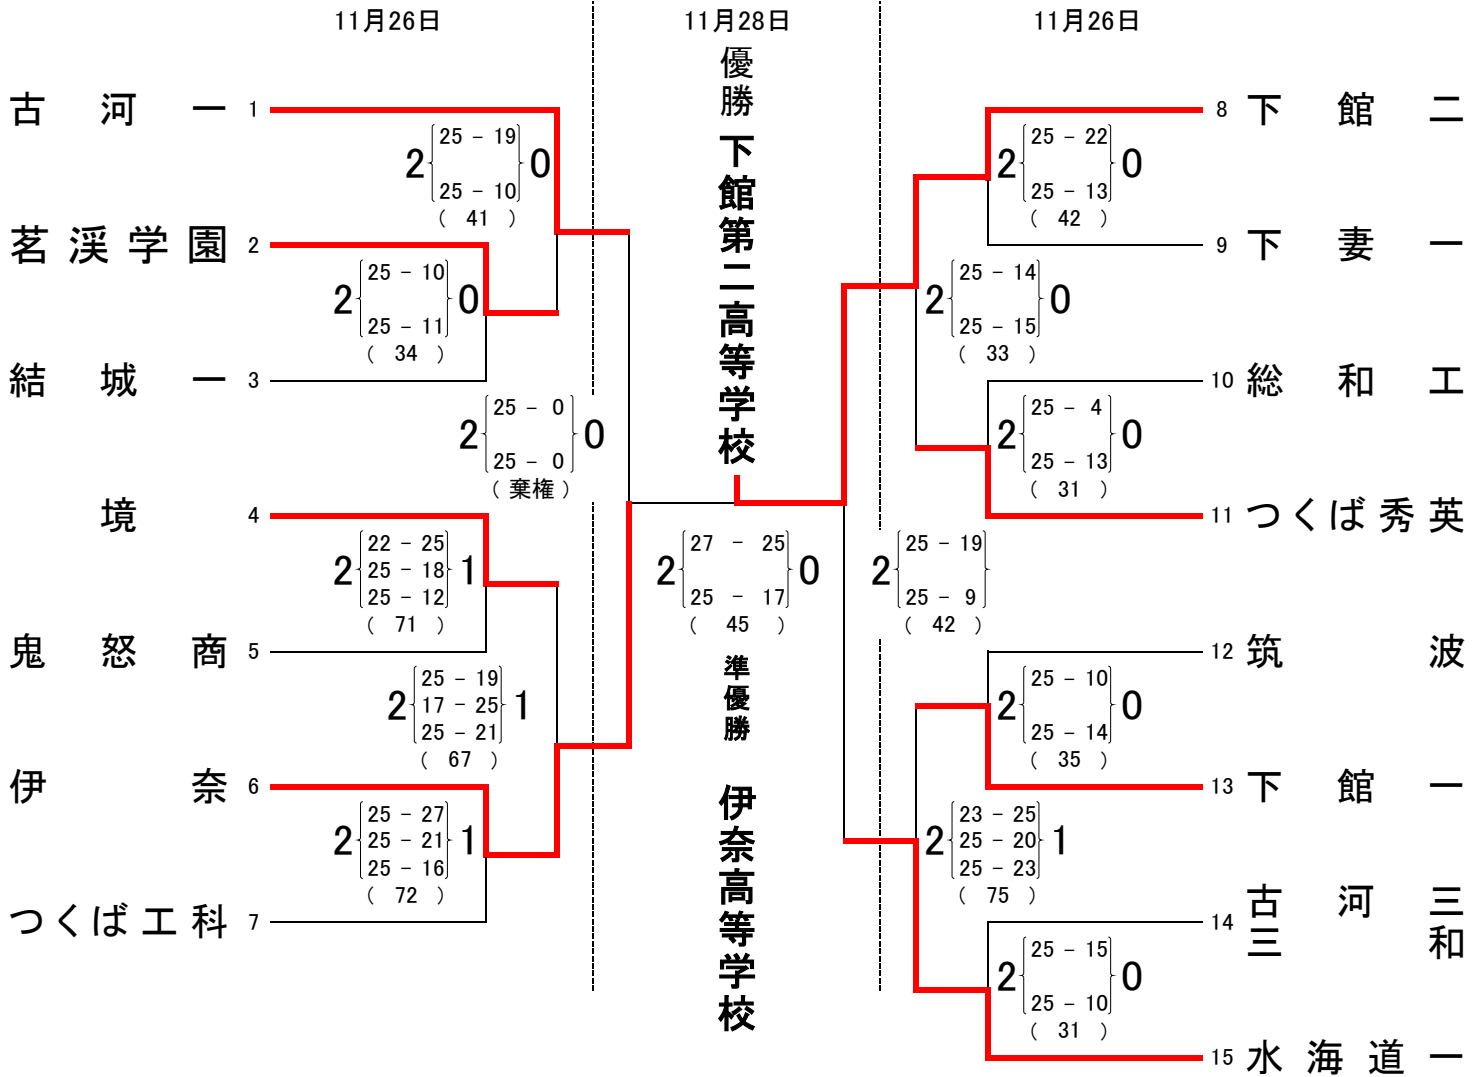 11月26日
11月28日
11月26日
古河一 1
2 25 - 19 0
25 - 10
( 41 )
茗渓学園 2
2 25 - 10 0
25 - 11
( 34 )
結城一 3
2 25 - 0 0
25 - 0
( 棄権 )
境 4
2 22 - 25 1
25 - 18
25 - 12
( 71 )
鬼怒商 5
2 25 - 19 1
17 - 25
25 - 21
( 67 )
伊奈 6
2 25 - 27 1
25 - 21
25 - 16
( 72 )
つくば工科 7
優勝
下館第二高等学校
2 27 - 25 0
25 - 17
( 45 )
準優勝
伊奈高等学校
8 下館二
2 25 - 22 0
25 - 13
( 42 )
9 下妻一
2 25 - 14 0
25 - 15
( 33 )
10 総和工
2 25 - 4 0
25 - 13
( 31 )
11 つくば秀英
2 25 - 19
25 - 9
( 42 )
12 筑波
2 25 - 10 0
25 - 14
( 35 )
13 下館一
2 23 - 25 1
25 - 20
25 - 23
( 75 )
14 古河三
三和
2 25 - 15 0
25 - 10
( 31 )
15 水海道一